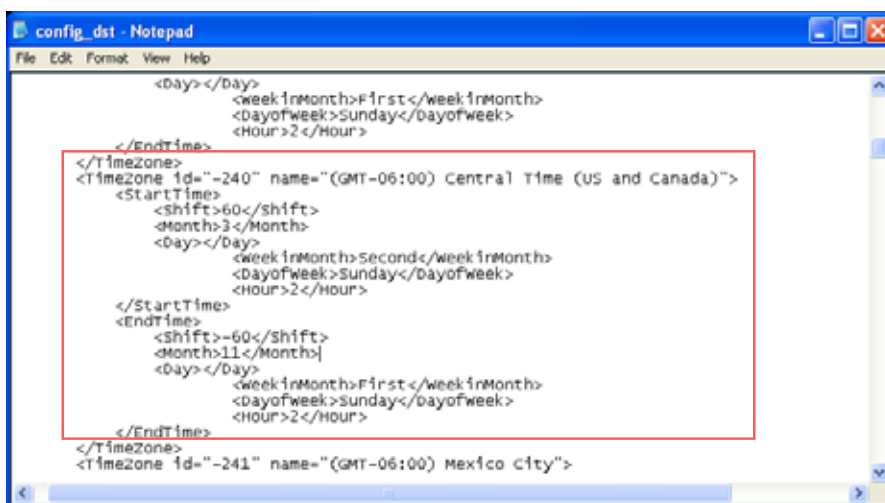 config_dst - Notepad
File Edit Format View Help
<Day></Day>
<WeekinMonth>First</WeekinMonth>
<DayofWeek>Sunday</DayofWeek>
<Hour>2</Hour>
</EndTime>
</TimeZone>
<TimeZone id="-240" name="(GMT-06:00) Central Time (US and Canada)">
<StartTime>
<Shift>60</Shift>
<Month>3</Month>
<Day></Day>
<WeekinMonth>Second</WeekinMonth>
<DayofWeek>Sunday</DayofWeek>
<Hour>2</Hour>
</StartTime>
<EndTime>
<Shift>-60</Shift>
<Month>11</Month>
<Day></Day>
<WeekinMonth>First</WeekinMonth>
<DayofWeek>Sunday</DayofWeek>
<Hour>2</Hour>
</EndTime>
</TimeZone>
<TimeZone id="-241" name="(GMT-06:00) Mexico City">